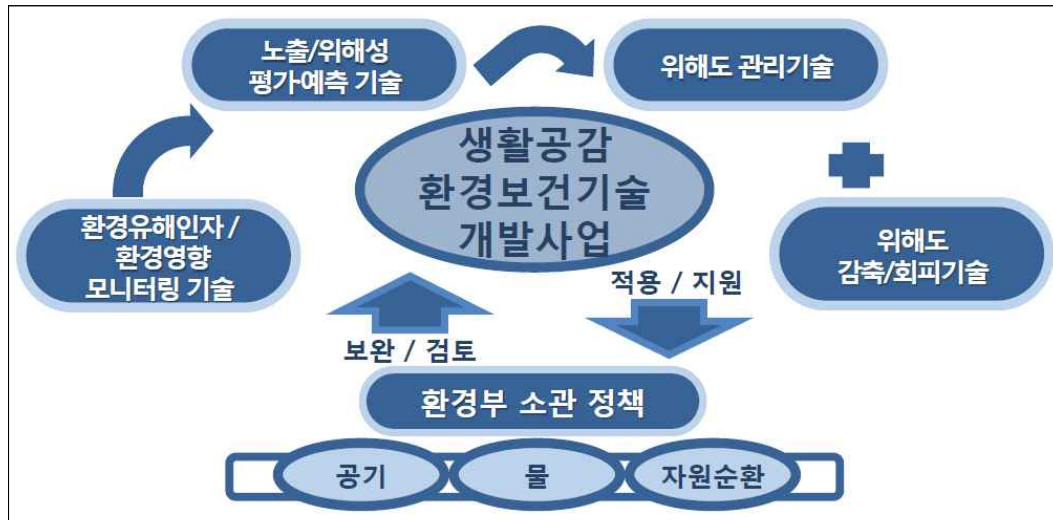 노출/위해성
평가·예측 기술
위해도 관리기술
생활공감
환경보건기술
개발사업
환경유해인자 /
환경영향
모니터링 기술
위해도
감축/회피기술
적용 / 지원
보완 / 검토
환경부 소관 정책
공기
물
자원순환